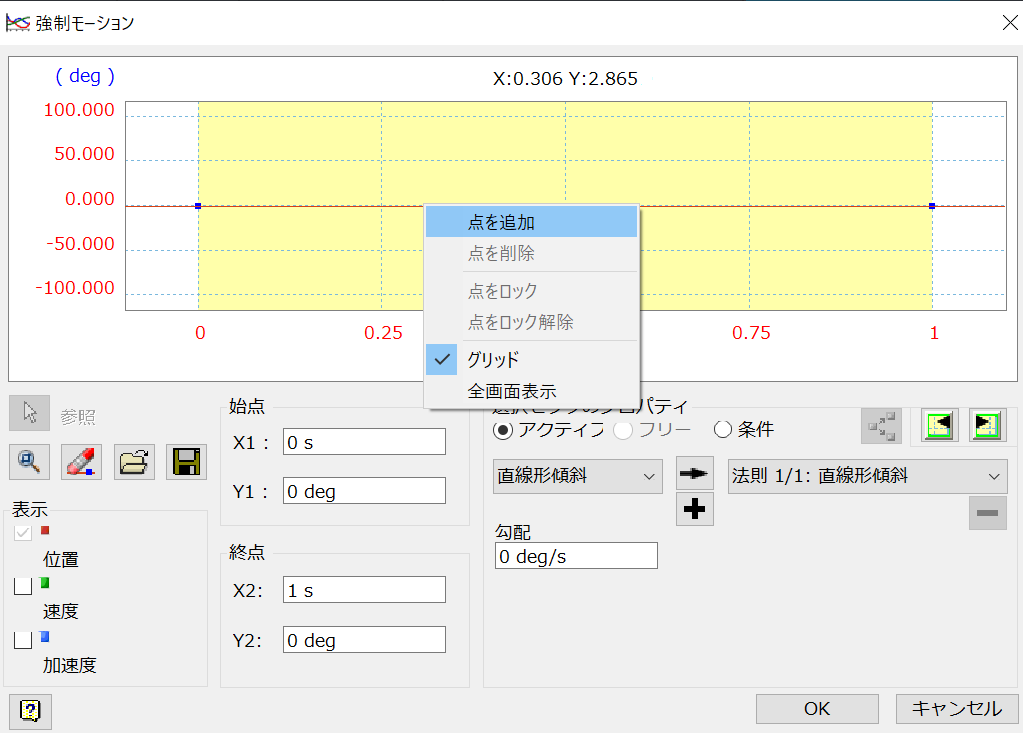 強制モーション
( deg )
X:0.306 Y:2.865
100.000
50.000
0.000
-50.000
-100.000
0
0.25
0.75
1
点を追加
点を削除
点をロック
点をロック解除
グリッド
全画面表示
参照
表示
位置
速度
加速度
始点
X1 :
0 s
Y1 :
0 deg
終点
X2:
1 s
Y2:
0 deg
アクティブ
フリー
条件
直線形傾斜
法則 1/1: 直線形傾斜
勾配
0 deg/s
OK
キャンセル